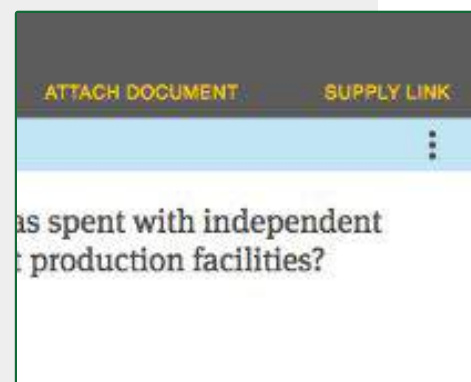 ATTACH DOCUMENT SUPPLY LINK
as spent with independent
production facilities?